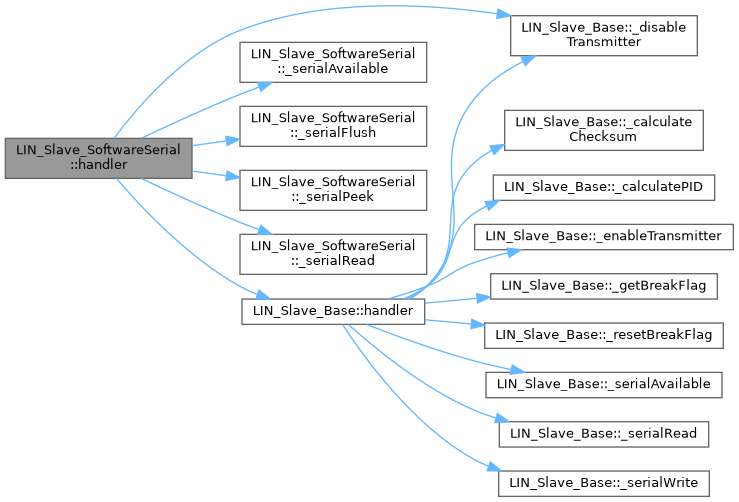 LIN_Slave_SoftwareSerial
::handler
LIN_Slave_SoftwareSerial
::_serialAvailable
LIN_Slave_SoftwareSerial
::_serialFlush
LIN_Slave_SoftwareSerial
::_serialPeek
LIN_Slave_SoftwareSerial
::_serialRead
LIN_Slave_Base::handler
LIN_Slave_Base::_disable
Transmitter
LIN_Slave_Base::_calculate
Checksum
LIN_Slave_Base::_calculatePID
LIN_Slave_Base::_enableTransmitter
LIN_Slave_Base::_getBreakFlag
LIN_Slave_Base::_resetBreakFlag
LIN_Slave_Base::_serialAvailable
LIN_Slave_Base::_serialRead
LIN_Slave_Base::_serialWrite